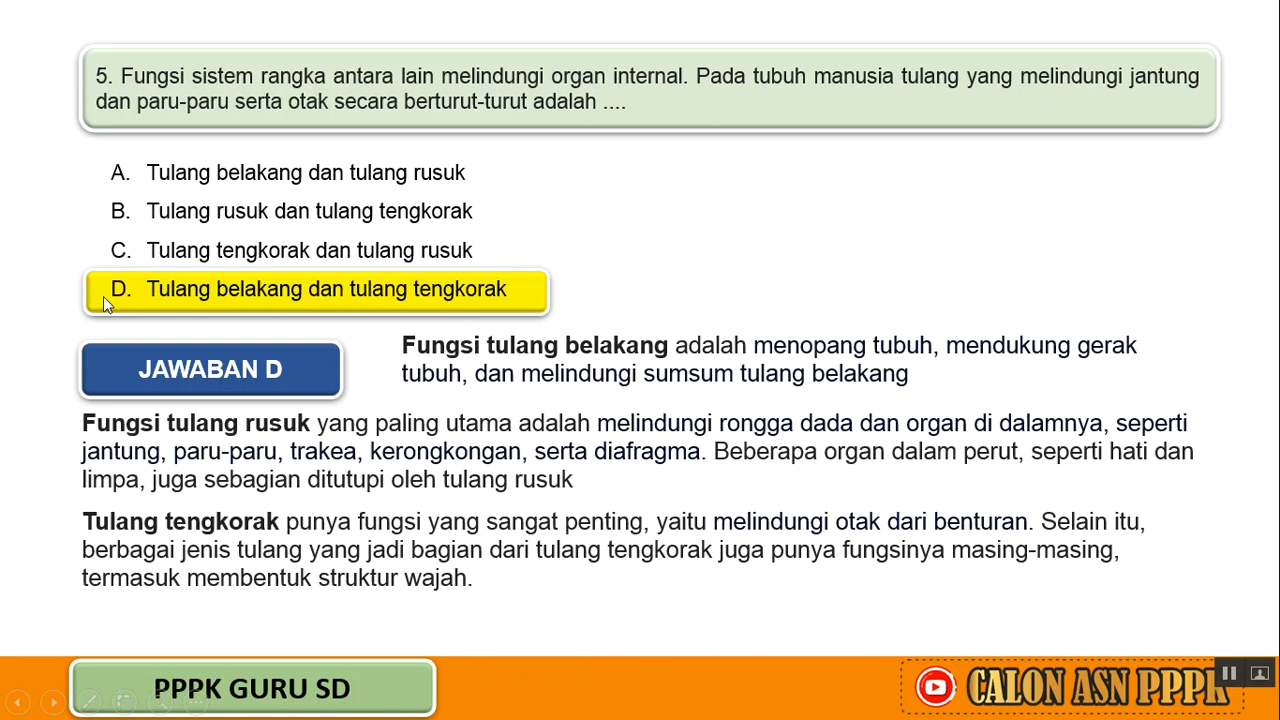 5. Fungsi sistem rangka antara lain melindungi organ internal. Pada tubuh manusia tulang yang melindungi jantung
dan paru-paru serta otak secara berturut-turut adalah ....
A. Tulang belakang dan tulang rusuk
B. Tulang rusuk dan tulang tengkorak
C. Tulang tengkorak dan tulang rusuk
D. Tulang belakang dan tulang tengkorak
JAWABAN D
Fungsi tulang belakang adalah menopang tubuh, mendukung gerak
tubuh, dan melindungi sumsum tulang belakang
Fungsi tulang rusuk yang paling utama adalah melindungi rongga dada dan organ di dalamnya, seperti
jantung, paru-paru, trakea, kerongkongan, serta diafragma. Beberapa organ dalam perut, seperti hati dan
limpa, juga sebagian ditutupi oleh tulang rusuk
Tulang tengkorak punya fungsi yang sangat penting, yaitu melindungi otak dari benturan. Selain itu,
berbagai jenis tulang yang jadi bagian dari tulang tengkorak juga punya fungsinya masing-masing,
termasuk membentuk struktur wajah.
PPPK GURU SD
CALON ASN PPPK